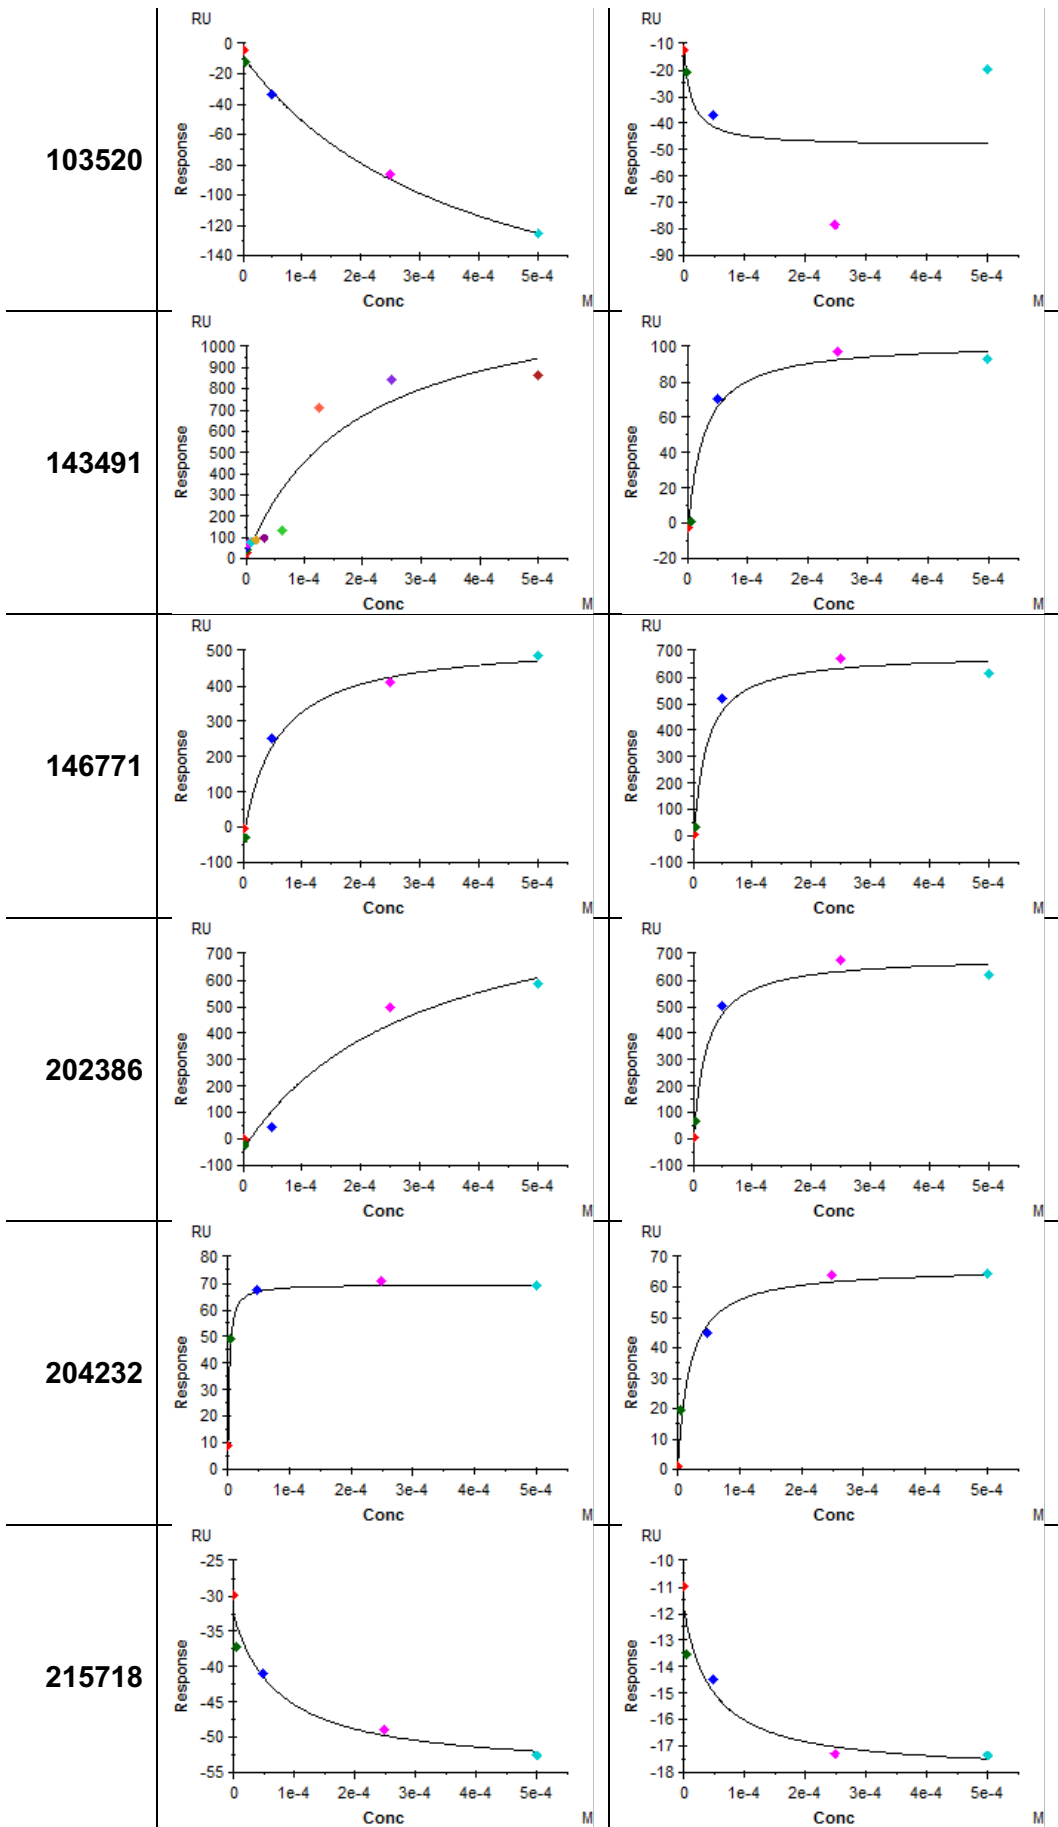 103520
RU
0
-20
-40
-60
-80
-100
-120
-140
Response
0 1e-4 2e-4 3e-4 4e-4 5e-4
Conc
M
RU
-10
-20
-30
-40
-50
-60
-70
-80
-90
Response
0 1e-4 2e-4 3e-4 4e-4 5e-4
Conc
M
143491
RU
1000
900
800
700
600
500
400
300
200
100
0
Response
0 1e-4 2e-4 3e-4 4e-4 5e-4
Conc
M
RU
100
80
60
40
20
0
-20
Response
0 1e-4 2e-4 3e-4 4e-4 5e-4
Conc
M
146771
RU
500
400
300
200
100
0
-100
Response
0 1e-4 2e-4 3e-4 4e-4 5e-4
Conc
M
RU
700
600
500
400
300
200
100
0
-100
Response
0 1e-4 2e-4 3e-4 4e-4 5e-4
Conc
M
202386
RU
700
600
500
400
300
200
100
0
-100
Response
0 1e-4 2e-4 3e-4 4e-4 5e-4
Conc
M
RU
700
600
500
400
300
200
100
0
-100
Response
0 1e-4 2e-4 3e-4 4e-4 5e-4
Conc
M
204232
RU
80
70
60
50
40
30
20
10
0
Response
0 1e-4 2e-4 3e-4 4e-4 5e-4
Conc
M
RU
70
60
50
40
30
20
10
0
Response
0 1e-4 2e-4 3e-4 4e-4 5e-4
Conc
M
215718
RU
-25
-30
-35
-40
-45
-50
-55
Response
0 1e-4 2e-4 3e-4 4e-4 5e-4
Conc
M
RU
-10
-11
-12
-13
-14
-15
-16
-17
-18
Response
0 1e-4 2e-4 3e-4 4e-4 5e-4
Conc
M